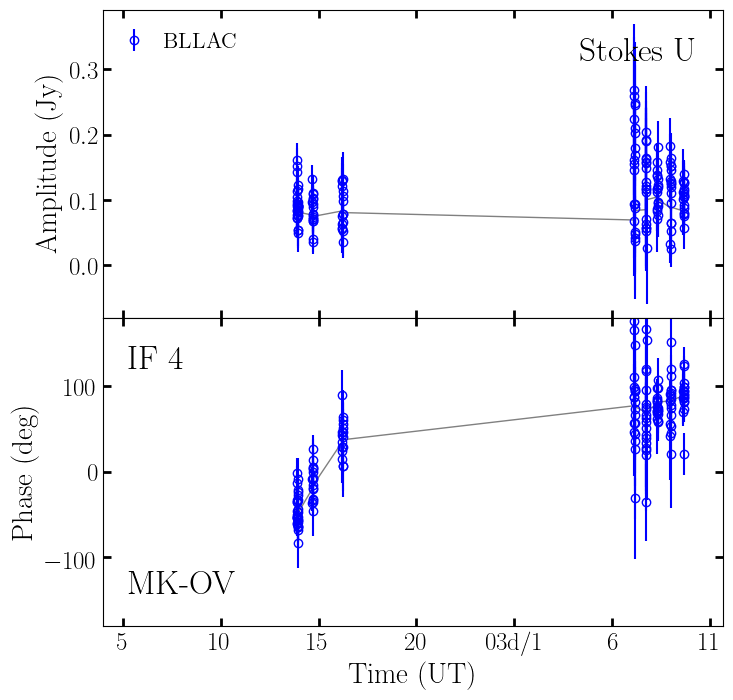 BLLAC
Stokes U
Amplitude (Jy)
0.3
0.2
0.1
0.0
IF 4
Phase (deg)
100
0
−100
MK-OV
5 10 15 20 03d/1 6 11
Time (UT)